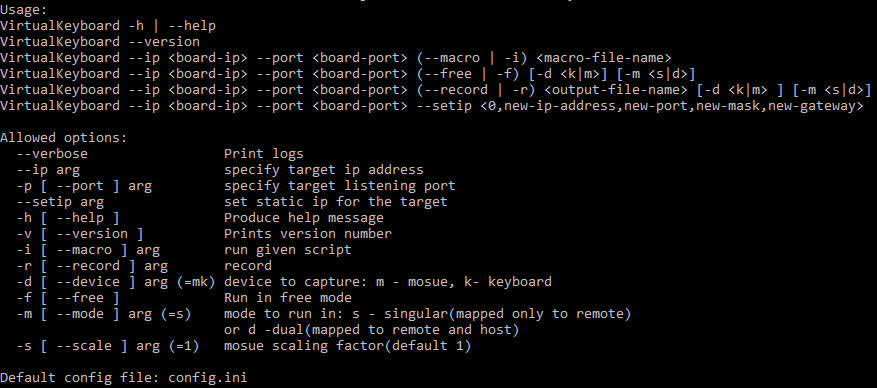 Usage:
VirtualKeyboard -h | --help
VirtualKeyboard --version
VirtualKeyboard --ip <board-ip> --port <board-port> (--macro | -i) <macro-file-name>
VirtualKeyboard --ip <board-ip> --port <board-port> (--free | -f) [-d <k|m>] [-m <s|d>]
VirtualKeyboard --ip <board-ip> --port <board-port> (--record | -r) <output-file-name> [-d <k|m> ] [-m <s|d>]
VirtualKeyboard --ip <board-ip> --port <board-port> --setip <0,new-ip-address,new-port,new-mask,new-gateway>
Allowed options:
--verbose Print logs
--ip arg specify target ip address
-p [ --port ] arg specify target listening port
--setip arg set static ip for the target
-h [ --help ] Produce help message
-v [ --version ] Prints version number
-i [ --macro ] arg run given script
-r [ --record ] arg record
-d [ --device ] arg (=mk) device to capture: m - mosue, k- keyboard
-f [ --free ] Run in free mode
-m [ --mode ] arg (=s) mode to run in: s - singular(mapped only to remote)
or d -dual(mapped to remote and host)
-s [ --scale ] arg (=1) mosue scaling factor(default 1)
Default config file: config.ini